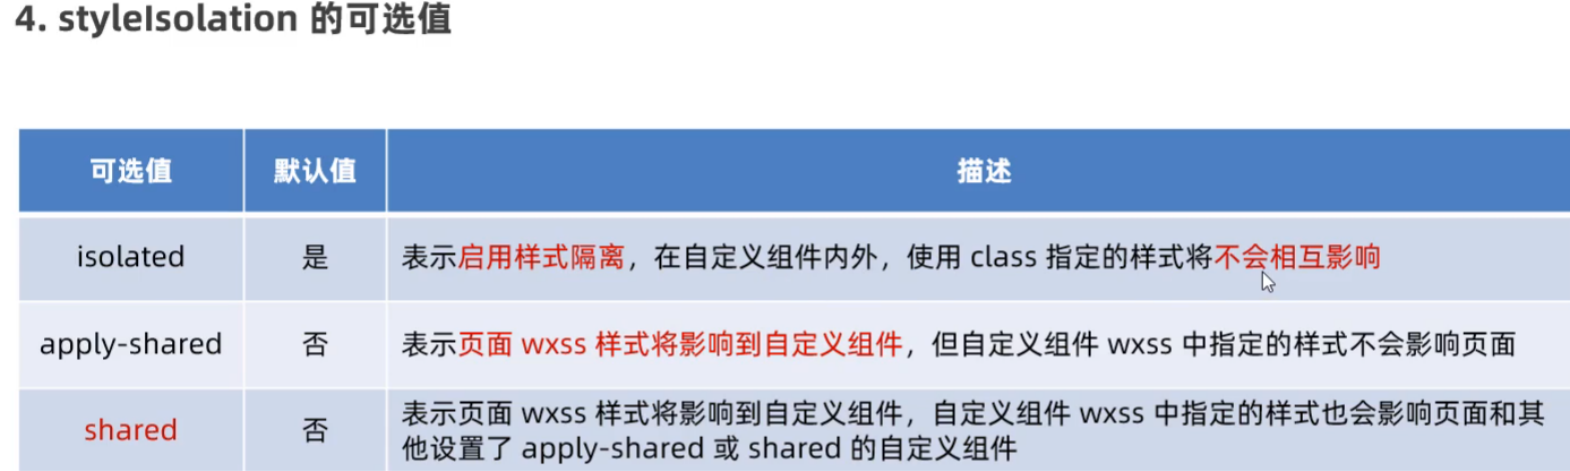 4. styleIsolation 的可选值
可选值 默认值 描述
isolated 是 表示启用样式隔离，在自定义组件内外，使用 class 指定的样式将不会相互影响
apply-shared 否 表示页面 wxss 样式将影响到自定义组件，但自定义组件 wxss 中指定的样式不会影响页面
shared 否 表示页面 wxss 样式将影响到自定义组件，自定义组件 wxss 中指定的样式也会影响页面和其
他设置了 apply-shared 或 shared 的自定义组件